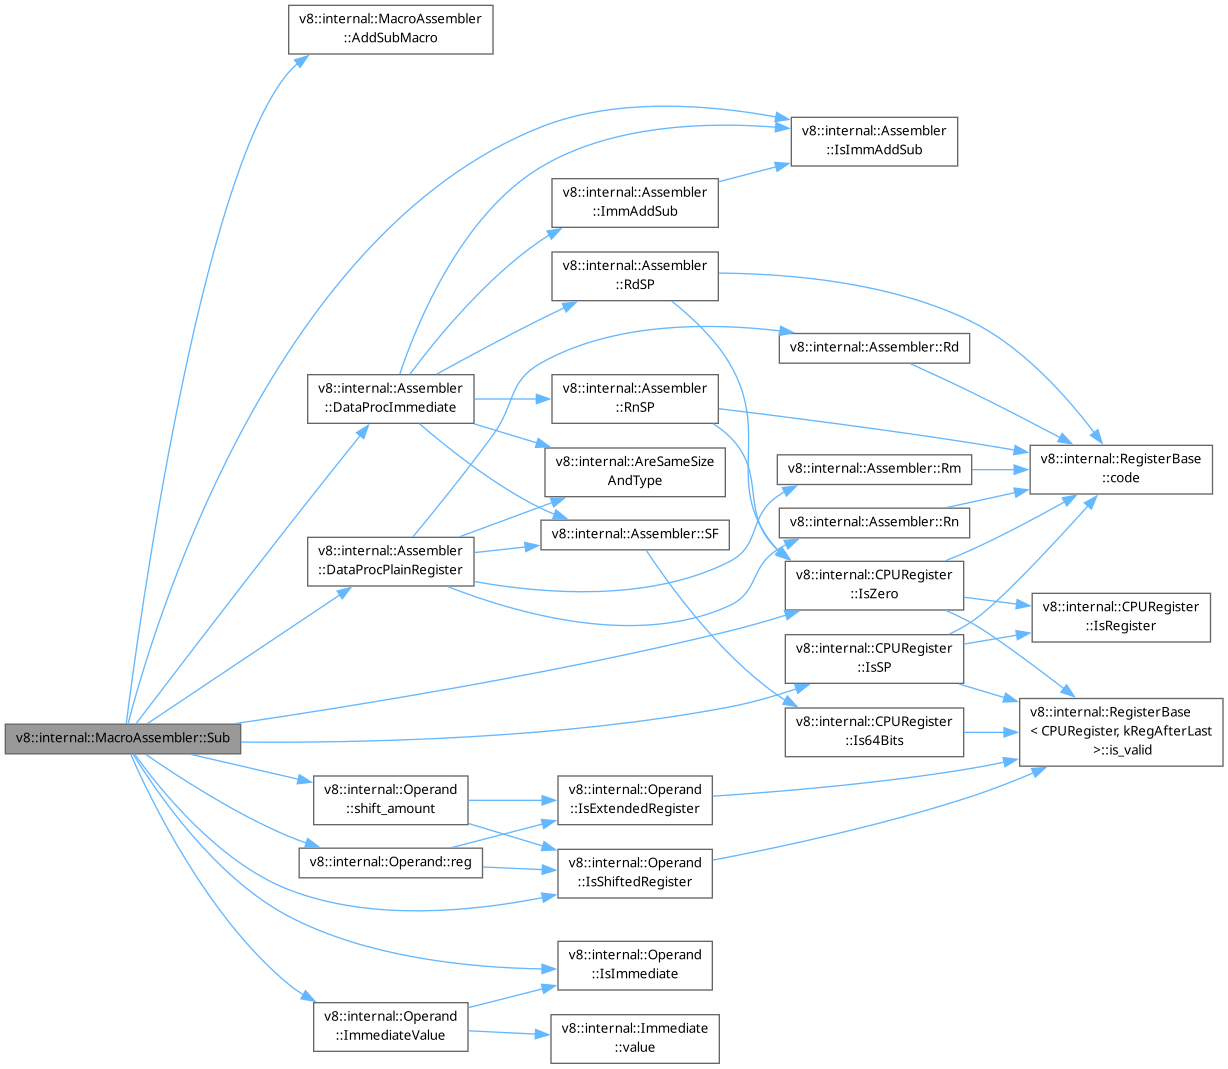 v8::internal::MacroAssembler
::AddSubMacro
v8::internal::Assembler
::IsImmAddSub
v8::internal::Assembler
::ImmAddSub
v8::internal::Assembler
::RdSP
v8::internal::Assembler::Rd
v8::internal::Assembler
::DataProcImmediate
v8::internal::Assembler
::RnSP
v8::internal::RegisterBase
::code
v8::internal::AreSameSize
AndType
v8::internal::Assembler::Rm
v8::internal::Assembler::Rn
v8::internal::Assembler::SF
v8::internal::Assembler
::DataProcPlainRegister
v8::internal::CPURegister
::IsZero
v8::internal::CPURegister
::IsRegister
v8::internal::CPURegister
::IsSP
v8::internal::MacroAssembler::Sub
v8::internal::CPURegister
::Is64Bits
v8::internal::RegisterBase
< CPURegister, kRegAfterLast
>::is_valid
v8::internal::Operand
::shift_amount
v8::internal::Operand
::IsExtendedRegister
v8::internal::Operand::reg
v8::internal::Operand
::IsShiftedRegister
v8::internal::Operand
::IsImmediate
v8::internal::Operand
::ImmediateValue
v8::internal::Immediate
::value